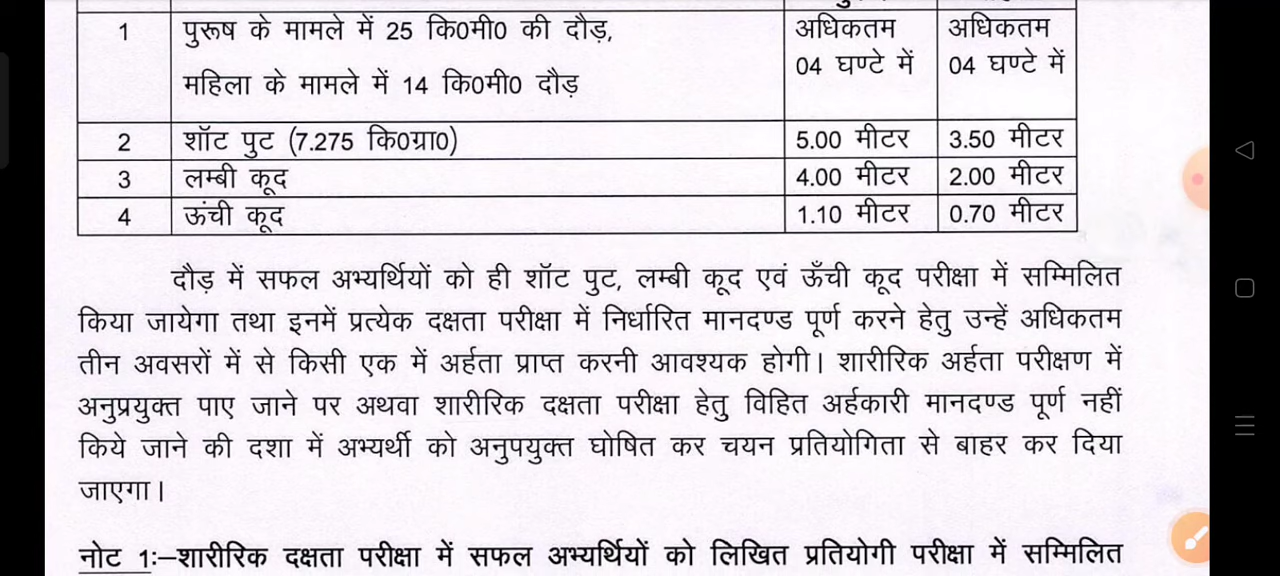 1 पुरूष के मामले में 25 कि0मी0 की दौड़, अधिकतम अधिकतम
04 घण्टे में 04 घण्टे में
महिला के मामले में 14 कि0मी0 दौड़
2 शॉट पुट (7.275 कि0ग्रा0) 5.00 मीटर 3.50 मीटर
3 लम्बी कूद 4.00 मीटर 2.00 मीटर
4 ऊंची कूद 1.10 मीटर 0.70 मीटर
दौड़ में सफल अभ्यर्थियों को ही शॉट पुट, लम्बी कूद एवं ऊँची कूद परीक्षा में सम्मिलित
किया जायेगा तथा इनमें प्रत्येक दक्षता परीक्षा में निर्धारित मानदण्ड पूर्ण करने हेतु उन्हें अधिकतम
तीन अवसरों में से किसी एक में अर्हता प्राप्त करनी आवश्यक होगी। शारीरिक अर्हता परीक्षण में
अनुप्रयुक्त पाए जाने पर अथवा शारीरिक दक्षता परीक्षा हेतु विहित अर्हकारी मानदण्ड पूर्ण नहीं
किये जाने की दशा में अभ्यर्थी को अनुपयुक्त घोषित कर चयन प्रतियोगिता से बाहर कर दिया
जाएगा।
नोट 1:–शारीरिक दक्षता परीक्षा में सफल अभ्यर्थियों को लिखित प्रतियोगी परीक्षा में सम्मिलित